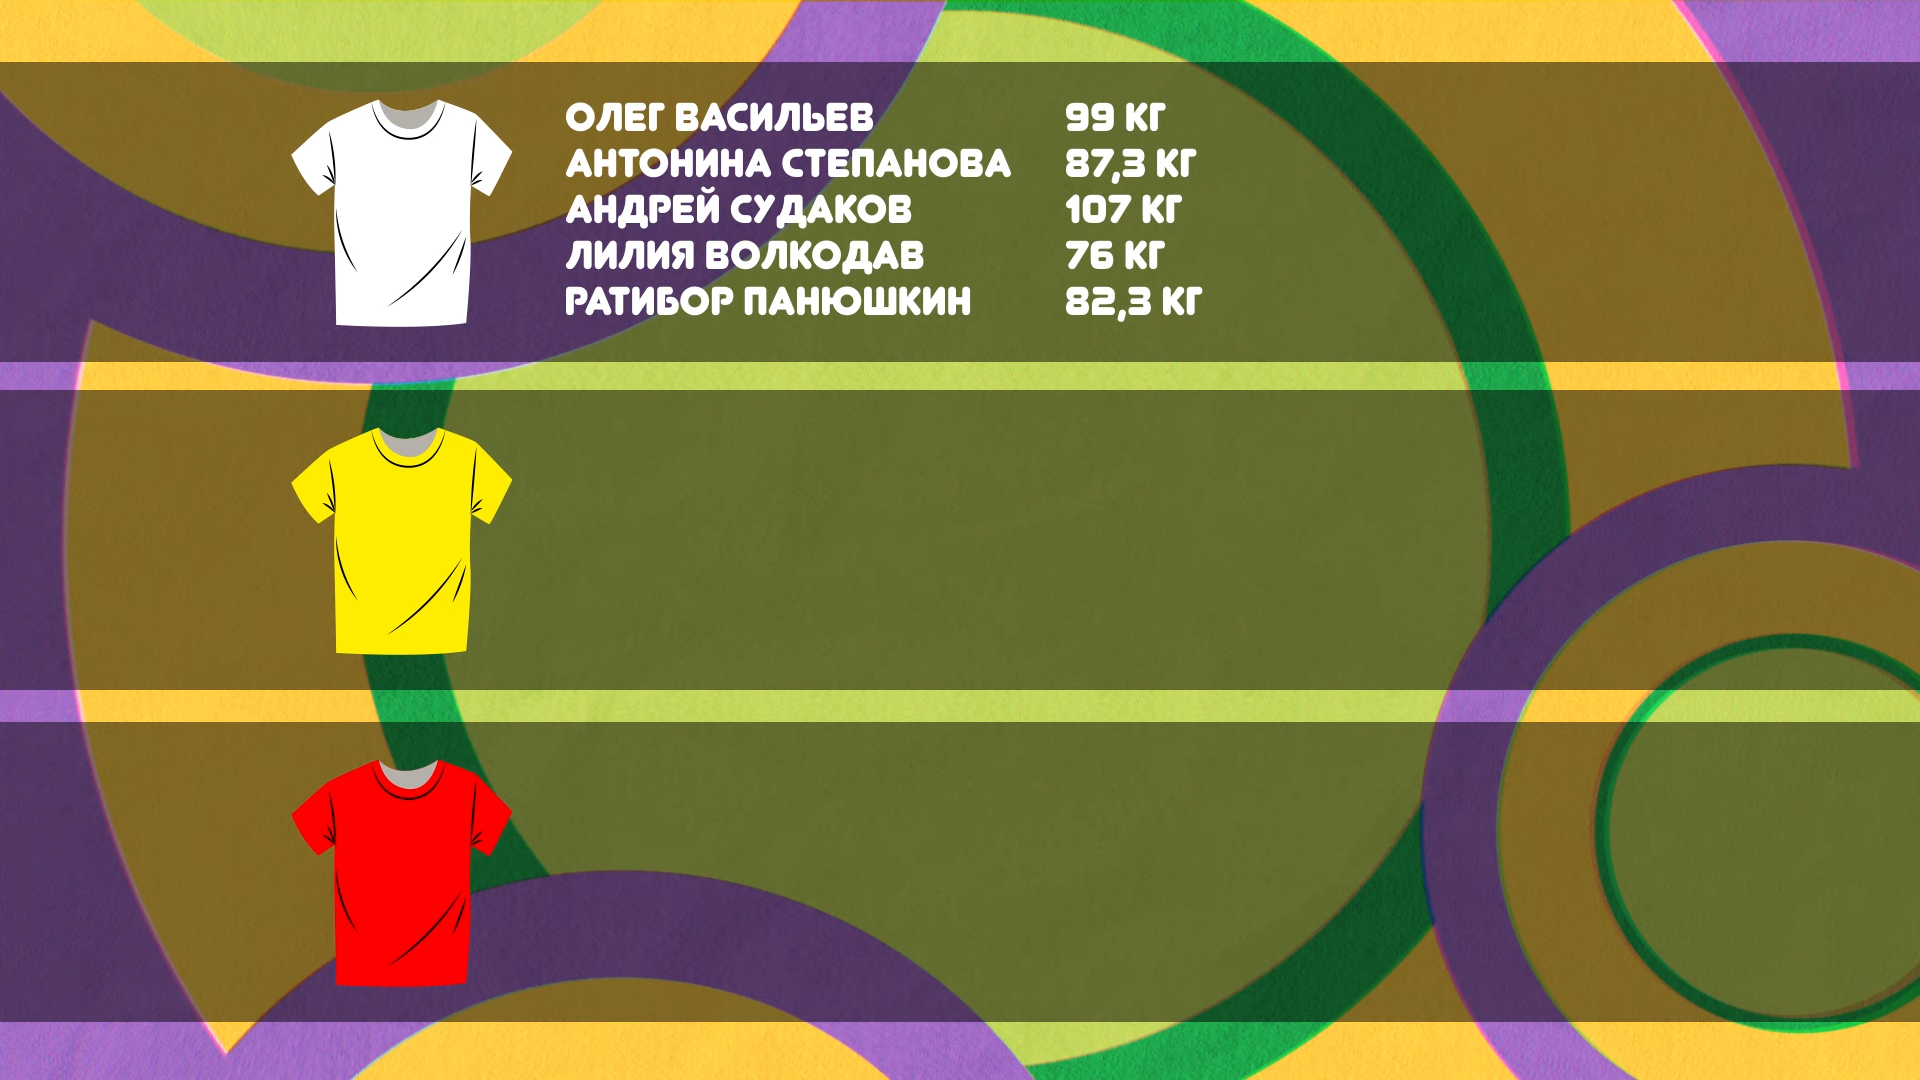 ОЛЕГ ВАСИЛЬЕВ 99 КГ
АНТОНИНА СТЕПАНОВА 87,3 КГ
АНДРЕЙ СУДАКОВ 107 КГ
ЛИЛИЯ ВОЛКОДАВ 76 КГ
РАТИБОР ПАНЮШКИН 82,3 КГ